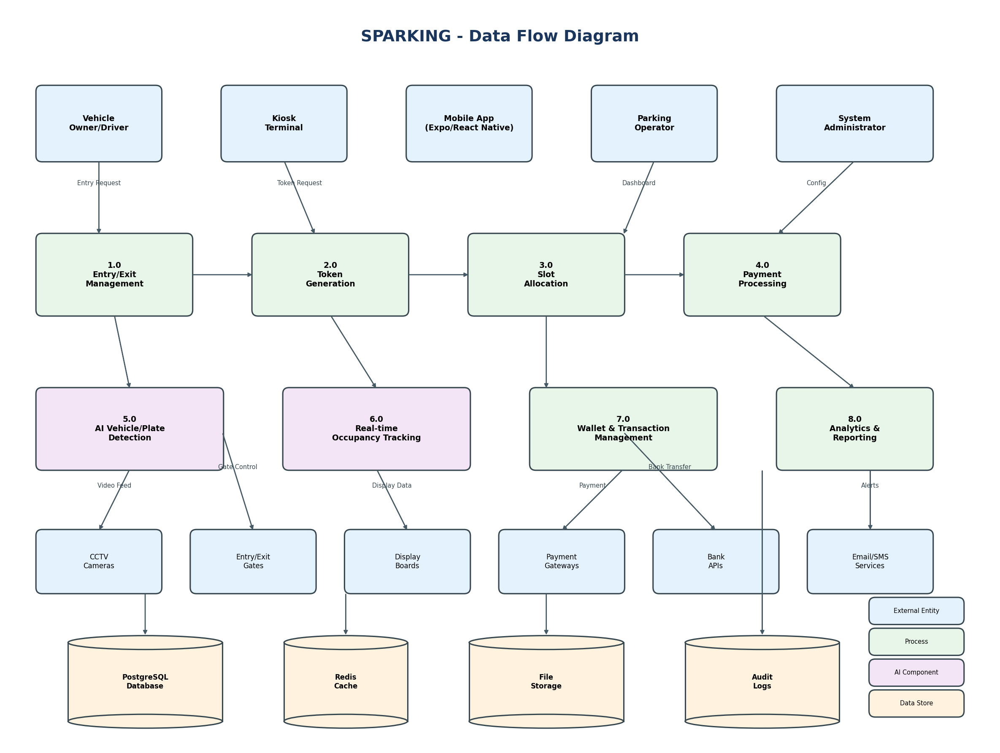 SPARKING - Data Flow Diagram
Vehicle
Owner/Driver
Kiosk
Terminal
Mobile App
(Expo/React Native)
Parking
Operator
System
Administrator
Entry Request
Token Request
Dashboard
Config
1.0
Entry/Exit
Management
2.0
Token
Generation
3.0
Slot
Allocation
4.0
Payment
Processing
5.0
AI Vehicle/Plate
Detection
6.0
Real-time
Occupancy Tracking
7.0
Wallet & Transaction
Management
8.0
Analytics &
Reporting
Gate Control
Bank Transfer
Video Feed
Display Data
Payment
Alerts
CCTV
Cameras
Entry/Exit
Gates
Display
Boards
Payment
Gateways
Bank
APIs
Email/SMS
Services
External Entity
Process
AI Component
Data Store
PostgreSQL
Database
Redis
Cache
File
Storage
Audit
Logs